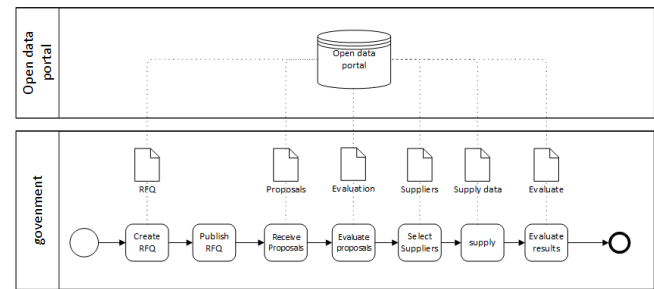 Open data
portal
Open data
portal
govenment
RFQ
Proposals
Evaluation
Suppliers
Supply data
Evaluate
Create
RFQ
Publish
RFQ
Receive
Proposals
Evaluate
proposals
Select
Suppliers
supply
Evaluate
results